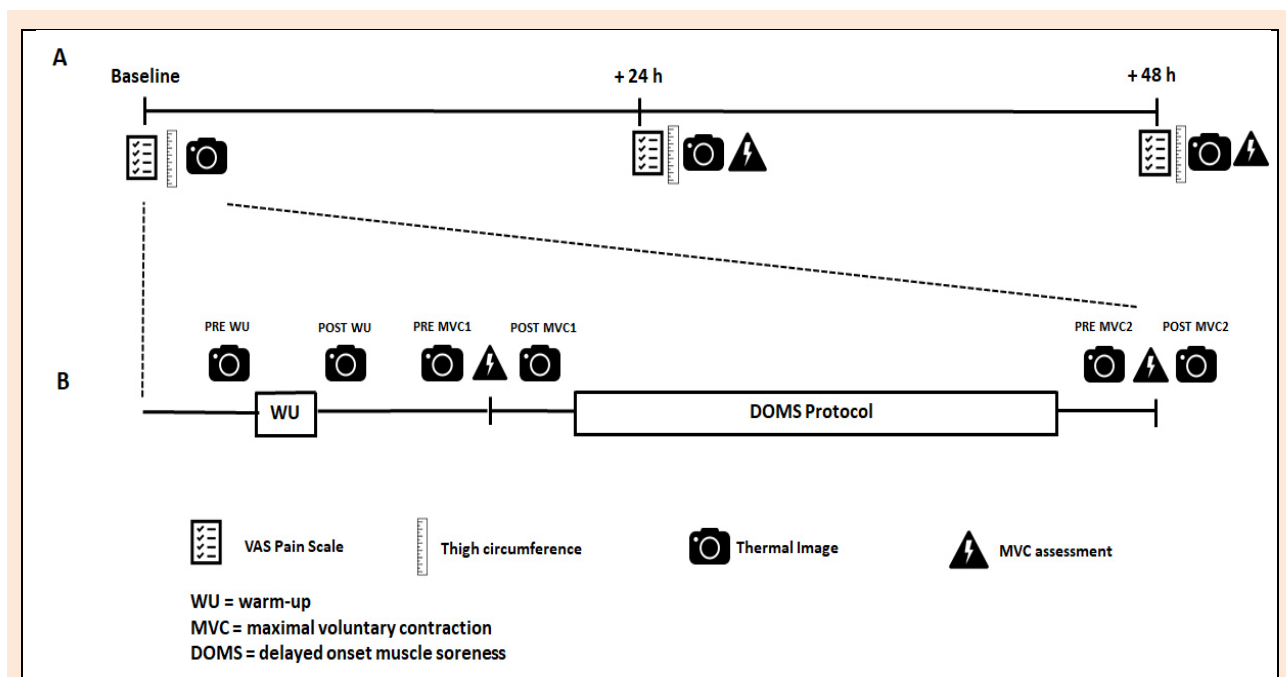 A
Baseline
+ 24 h
+ 48 h
PRE WU
POST WU
PRE MVC1
POST MVC1
PRE MVC2
POST MVC2
B
WU
DOMS Protocol
VAS Pain Scale
Thigh circumference
Thermal Image
MVC assessment
WU = warm-up
MVC = maximal voluntary contraction
DOMS = delayed onset muscle soreness